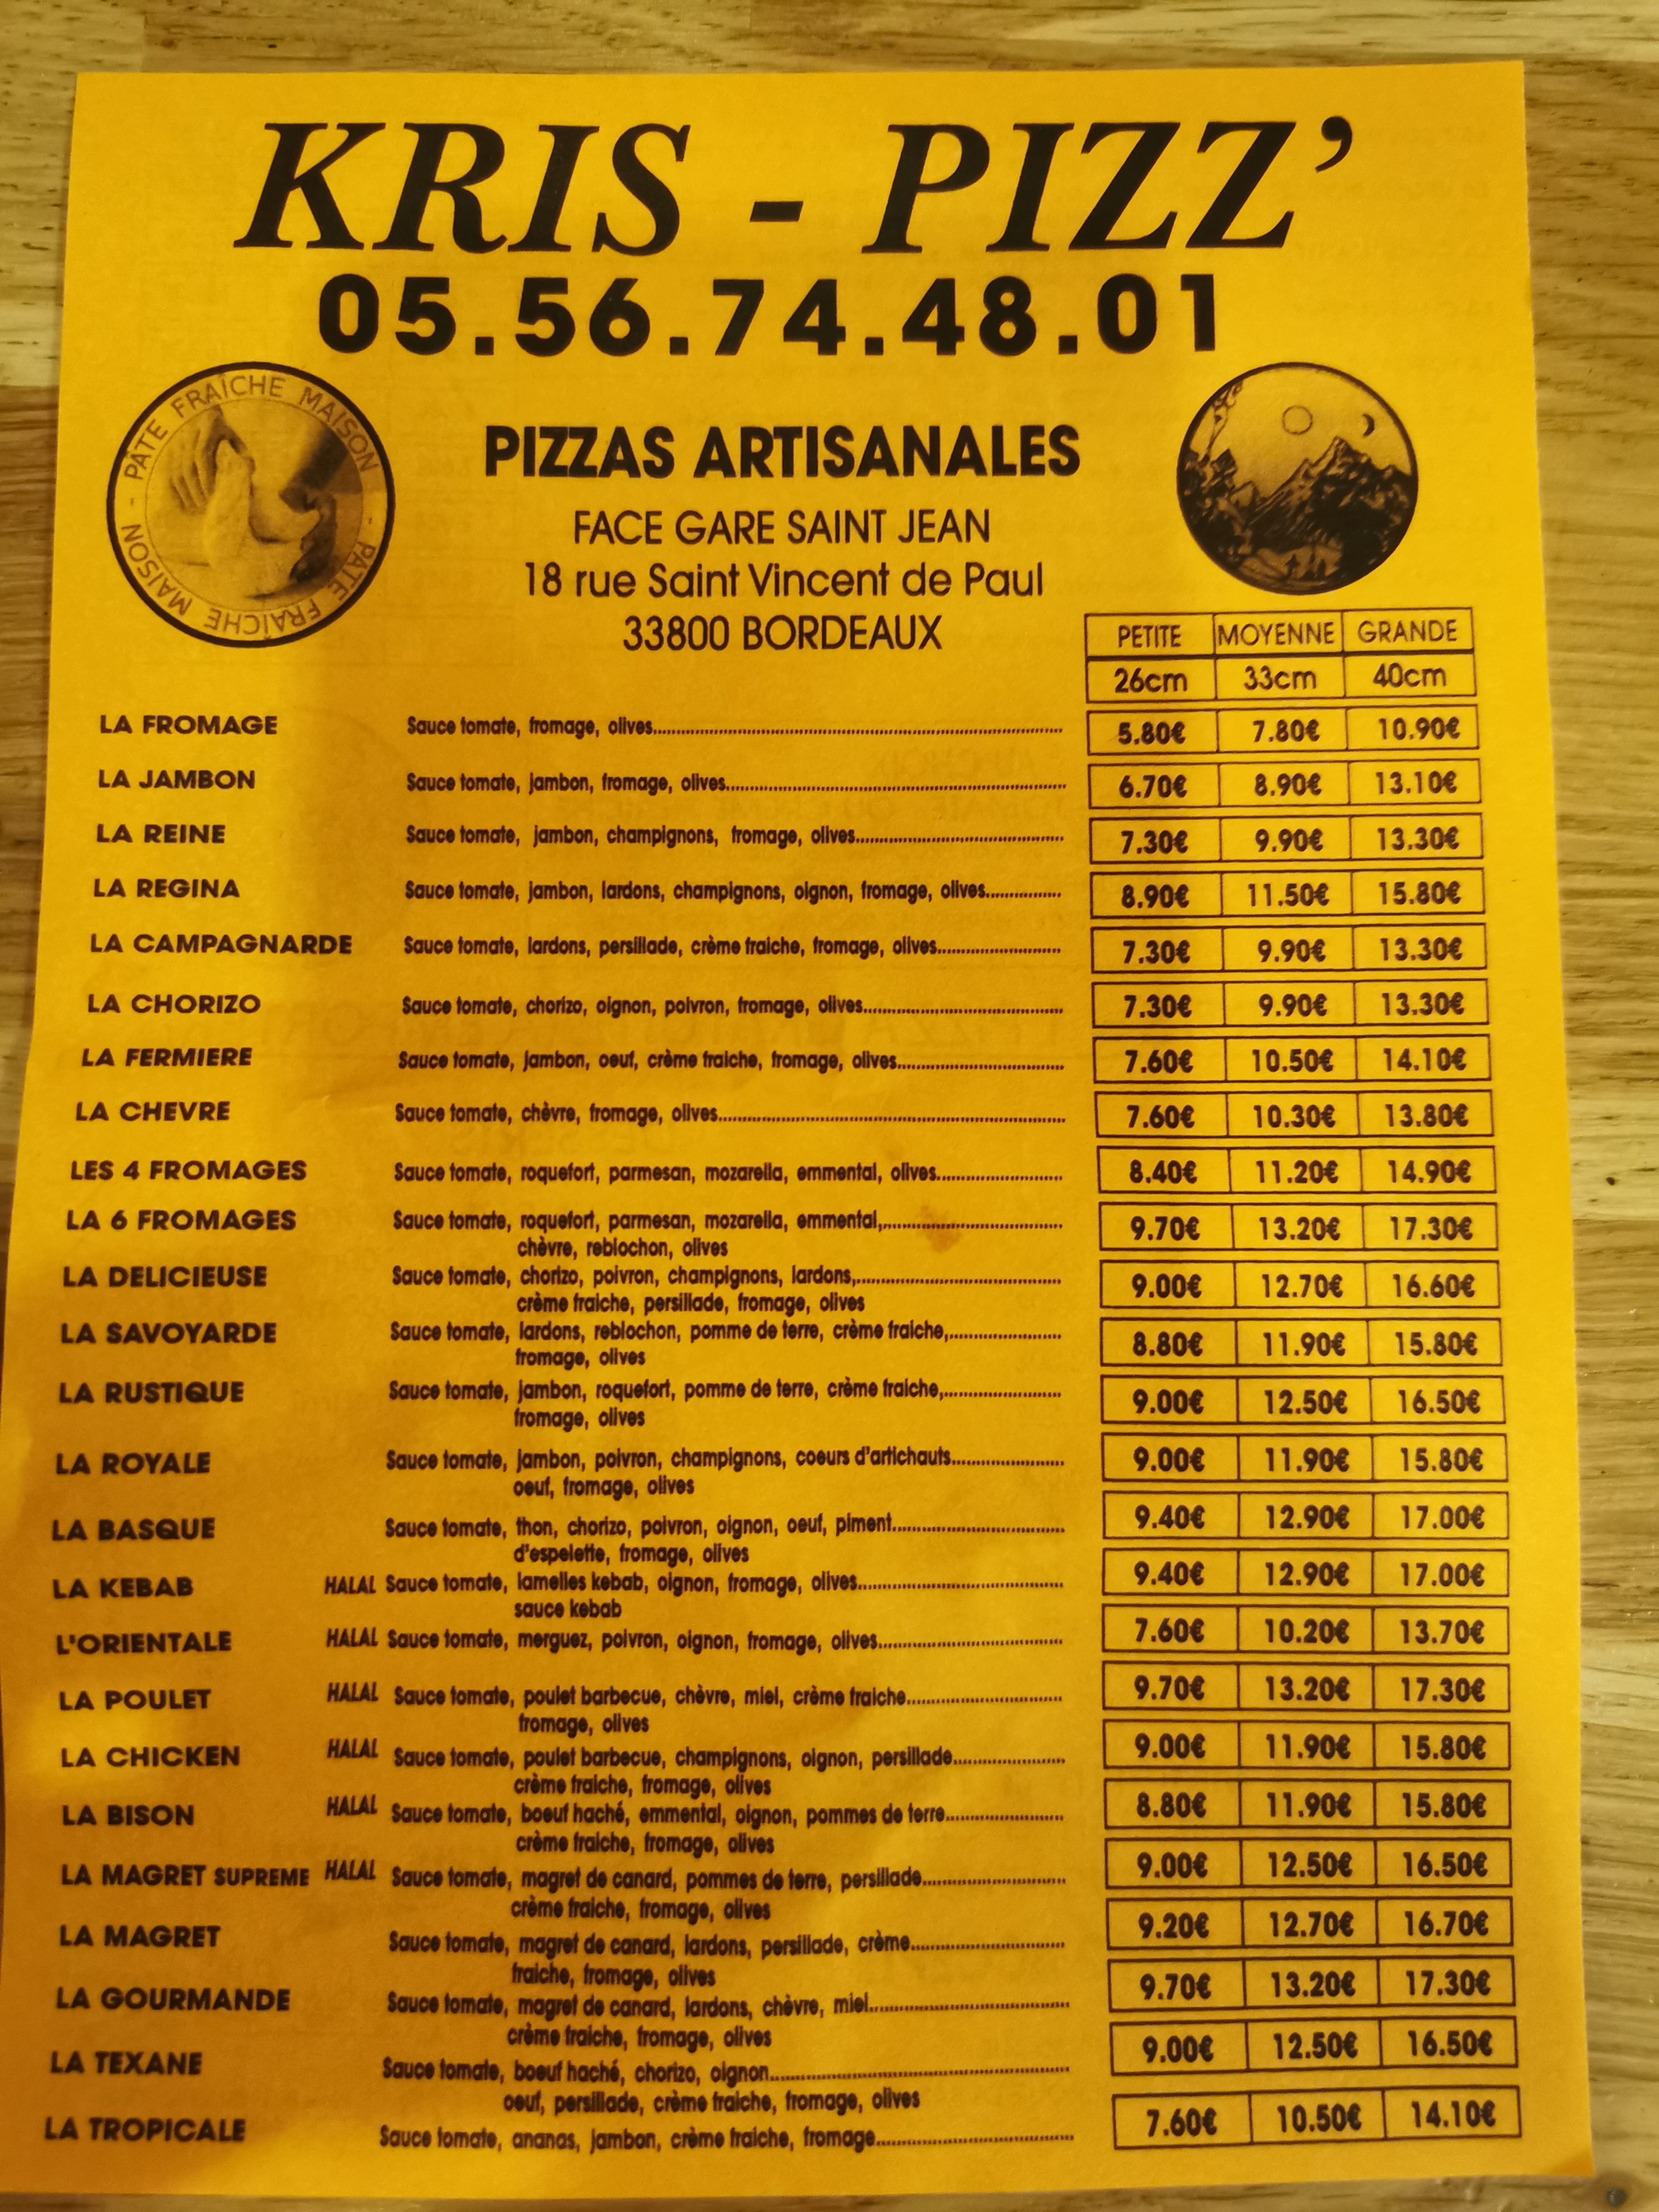 KRIS - PIZZ'
05.56.74.48.01
PÂTE FRAÎCHE MAISON - PATE FRAÎCHE MAISON -
PIZZAS ARTISANALES
FACE GARE SAINT JEAN
18 rue Saint Vincent de Paul
33800 BORDEAUX
PETITE MOYENNE GRANDE
26cm 33cm 40cm
LA FROMAGE Sauce tomate, fromage, olives 5.80€ 7.80€ 10.90€
LA JAMBON Sauce tomate, jambon, fromage, olives 6.70€ 8.90€ 13.10€
LA REINE Sauce tomate, jambon, champignons, fromage, olives 7.30€ 9.90€ 13.30€
LA REGINA Sauce tomate, jambon, lardons, champignons, oignon, fromage, olives 8.90€ 11.50€ 15.80€
LA CAMPAGNARDE Sauce tomate, lardons, persillade, crème fraiche, fromage, olives 7.30€ 9.90€ 13.30€
LA CHORIZO Sauce tomate, chorizo, oignon, poivron, fromage, olives 7.30€ 9.90€ 13.30€
LA FERMIERE Sauce tomate, jambon, oeuf, crème fraiche, fromage, olives 7.60€ 10.50€ 14.10€
LA CHEVRE Sauce tomate, chèvre, fromage, olives 7.60€ 10.30€ 13.80€
LES 4 FROMAGES Sauce tomate, roquefort, parmesan, mozarella, emmental, olives 8.40€ 11.20€ 14.90€
LA 6 FROMAGES Sauce tomate, roquefort, parmesan, mozarella, emmental, 9.70€ 13.20€ 17.30€
chèvre, reblochon, olives
LA DELICIEUSE Sauce tomate, chorizo, poivron, champignons, lardons, 9.00€ 12.70€ 16.60€
crème fraiche, persillade, fromage, olives
LA SAVOYARDE Sauce tomate, lardons, reblochon, pomme de terre, crème fraiche, 8.80€ 11.90€ 15.80€
fromage, olives
LA RUSTIQUE Sauce tomate, jambon, roquefort, pomme de terre, crème fraiche, 9.00€ 12.50€ 16.50€
fromage, olives
LA ROYALE Sauce tomate, jambon, poivron, champignons, coeurs d'artichauts 9.00€ 11.90€ 15.80€
oeuf, fromage, olives
LA BASQUE Sauce tomate, thon, chorizo, poivron, oignon, oeuf, piment 9.40€ 12.90€ 17.00€
d'espelette, fromage, olives
LA KEBAB HALAL Sauce tomate, lamelles kebab, oignon, fromage, olives 9.40€ 12.90€ 17.00€
sauce kebab
L'ORIENTALE HALAL Sauce tomate, merguez, poivron, oignon, fromage, olives 7.60€ 10.20€ 13.70€
LA POULET HALAL Sauce tomate, poulet barbecue, chèvre, miel, crème fraiche 9.70€ 13.20€ 17.30€
fromage, olives
LA CHICKEN HALAL Sauce tomate, poulet barbecue, champignons, oignon, persillade 9.00€ 11.90€ 15.80€
crème fraiche, fromage, olives
LA BISON HALAL Sauce tomate, boeuf haché, emmental, oignon, pommes de terre 8.80€ 11.90€ 15.80€
crème fraiche, fromage, olives
LA MAGRET SUPREME HALAL Sauce tomate, magret de canard, pommes de terre, persillade 9.00€ 12.50€ 16.50€
crème fraiche, fromage, olives
LA MAGRET Sauce tomate, magret de canard, lardons, persillade, crème 9.20€ 12.70€ 16.70€
fraiche, fromage, olives
LA GOURMANDE Sauce tomate, magret de canard, lardons, chèvre, miel 9.70€ 13.20€ 17.30€
crème fraiche, fromage, olives
LA TEXANE Sauce tomate, boeuf haché, chorizo, oignon 9.00€ 12.50€ 16.50€
oeuf, persillade, crème fraiche, fromage, olives
LA TROPICALE Sauce tomate, ananas, jambon, crème fraiche, fromage 7.60€ 10.50€ 14.10€